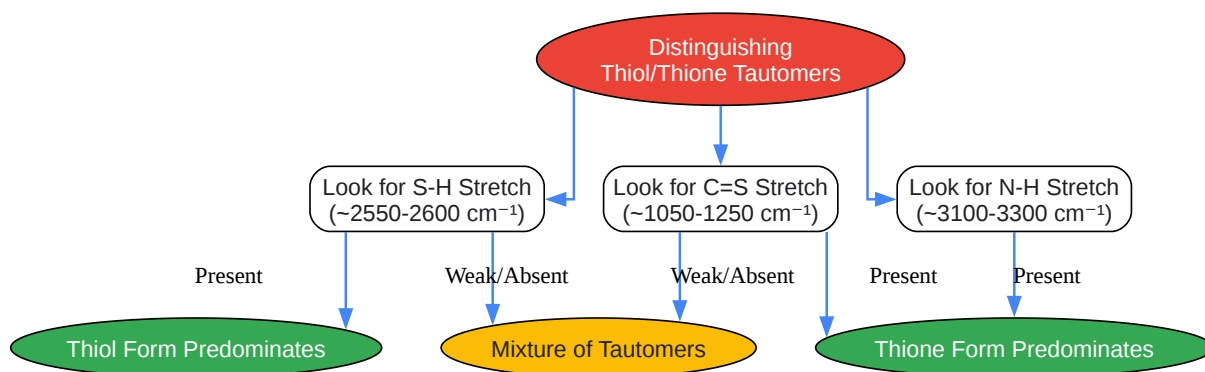 Distinguishing
Thiol/Thione Tautomers
Look for S-H Stretch
(~2550-2600 cm⁻¹)
Look for C=S Stretch
(~1050-1250 cm⁻¹)
Look for N-H Stretch
(~3100-3300 cm⁻¹)
Present
Weak/Absent
Weak/Absent
Present
Present
Thiol Form Predominates
Mixture of Tautomers
Thione Form Predominates